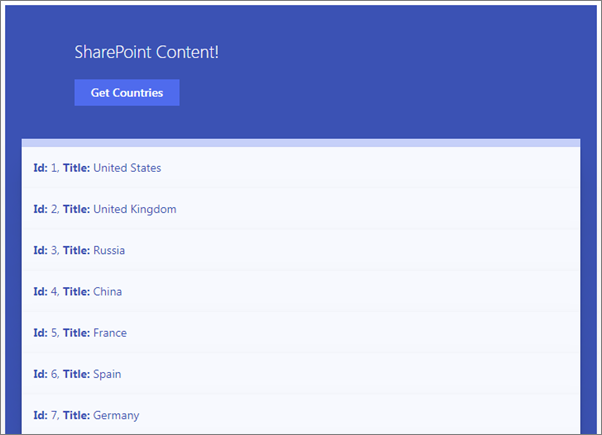 SharePoint Content!
Get Countries
Id: 1, Title: United States
Id: 2, Title: United Kingdom
Id: 3, Title: Russia
Id: 4, Title: China
Id: 5, Title: France
Id: 6, Title: Spain
Id: 7, Title: Germany